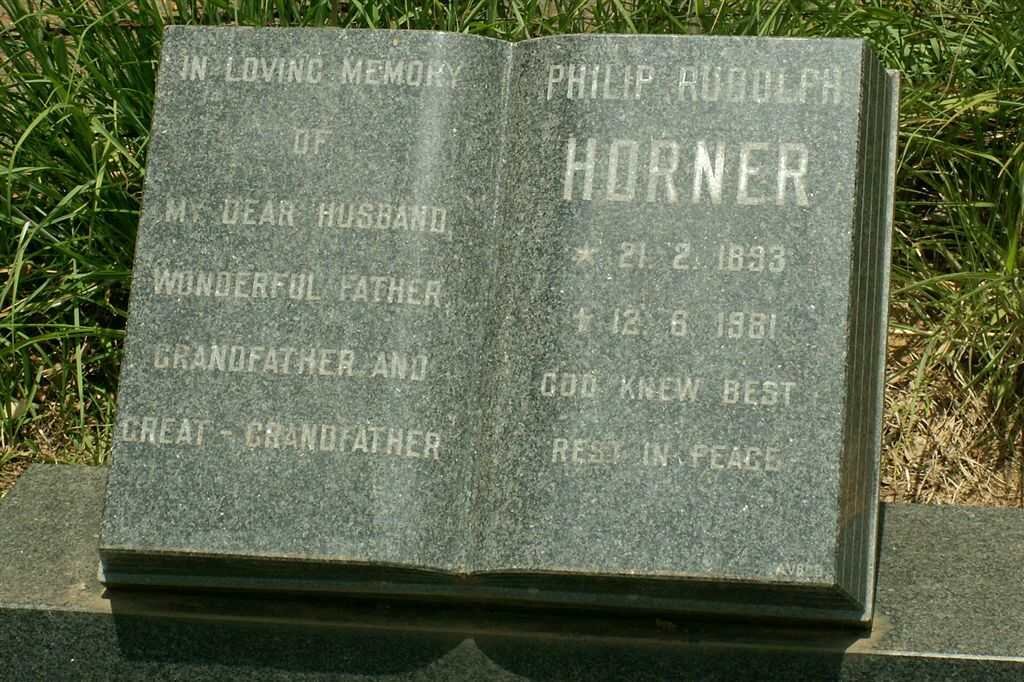 IN LOVING MEMORY
OF
MY DEAR HUSBAND,
WONDERFUL FATHER,
GRANDFATHER AND
GREAT - GRANDFATHER
PHILIP RUDOLPH
HORNER
* 21. 2. 1893
† 12. 8. 1981
GOD KNEW BEST
REST IN PEACE